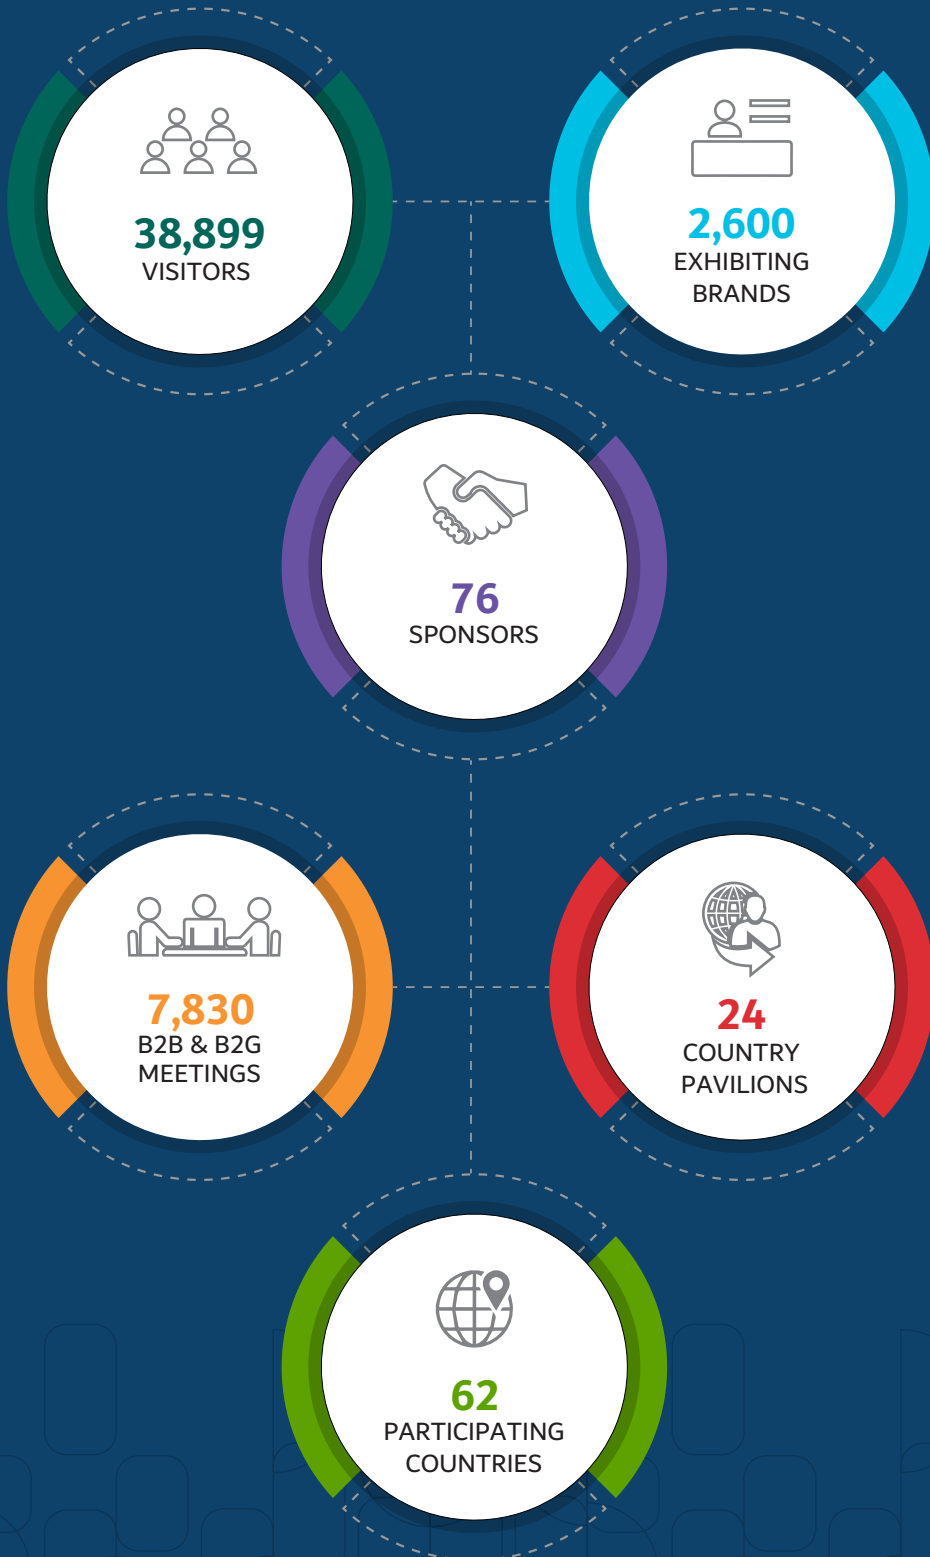 38,899
VISITORS
2,600
EXHIBITING
BRANDS
76
SPONSORS
7,830
B2B & B2G
MEETINGS
24
COUNTRY
PAVILIONS
62
PARTICIPATING
COUNTRIES